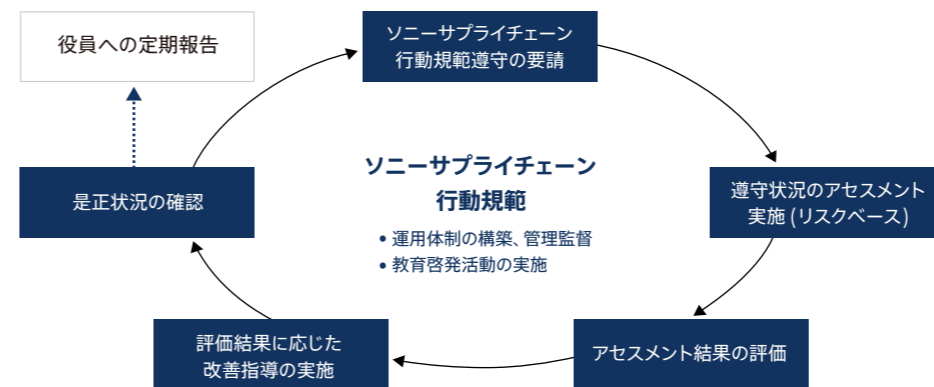 役員への定期報告
ソニーサプライチェーン
行動規範遵守の要請
ソニーサプライチェーン
行動規範
• 運用体制の構築、管理監督
• 教育啓発活動の実施
是正状況の確認
遵守状況のアセスメント
実施 (リスクベース)
評価結果に応じた
改善指導の実施
アセスメント結果の評価